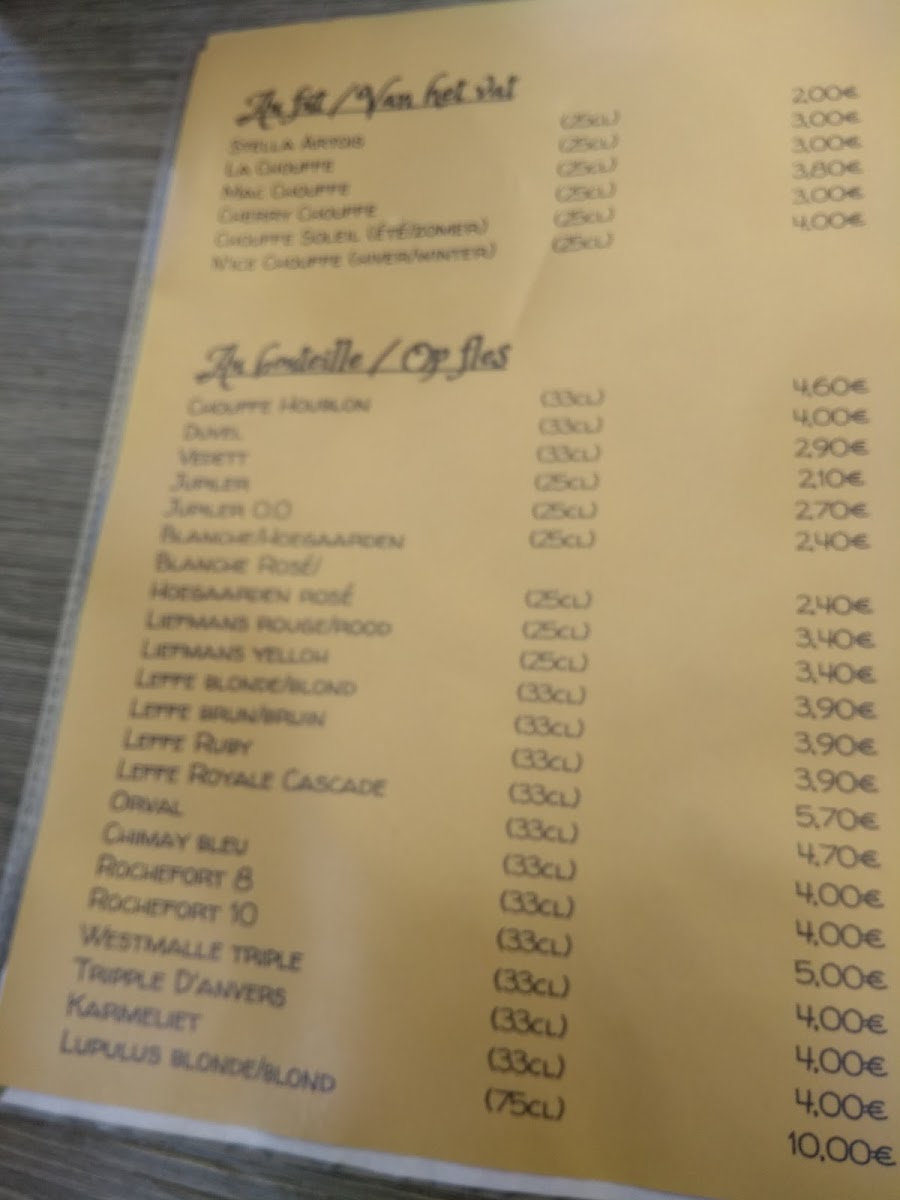 Au fût / Van het vat
Stella Artois (25cl) 2,00€
La Chouffe (25cl) 3,00€
Mac Chouffe (25cl) 3,00€
Cherry Chouffe (25cl) 3,80€
Chouffe Soleil (été/zomer) (25cl) 3,00€
N'ice Chouffe (hiver/winter) (25cl) 4,00€
Au bouteille / Op fles
Chouffe Houblon (33cl) 4,60€
Duvel (33cl) 4,00€
Vedett (33cl) 2,90€
Jupiler (25cl) 2,10€
Jupiler 0.0 (25cl) 2,70€
Blanche/Hoegaarden (25cl) 2,40€
Blanche Rosé/
Hoegaarden rosé (25cl) 2,40€
Liefmans rouge/rood (25cl) 3,40€
Liefmans yelloh (25cl) 3,40€
Leffe blonde/blond (33cl) 3,90€
Leffe brun/bruin (33cl) 3,90€
Leffe Ruby (33cl) 3,90€
Leffe Royale Cascade (33cl) 5,70€
Orval (33cl) 4,70€
Chimay bleu (33cl) 4,00€
Rochefort 8 (33cl) 4,00€
Rochefort 10 (33cl) 5,00€
Westmalle triple (33cl) 4,00€
Tripple d'Anvers (33cl) 4,00€
Karmeliet (33cl) 4,00€
Lupulus blonde/blond (75cl) 10,00€